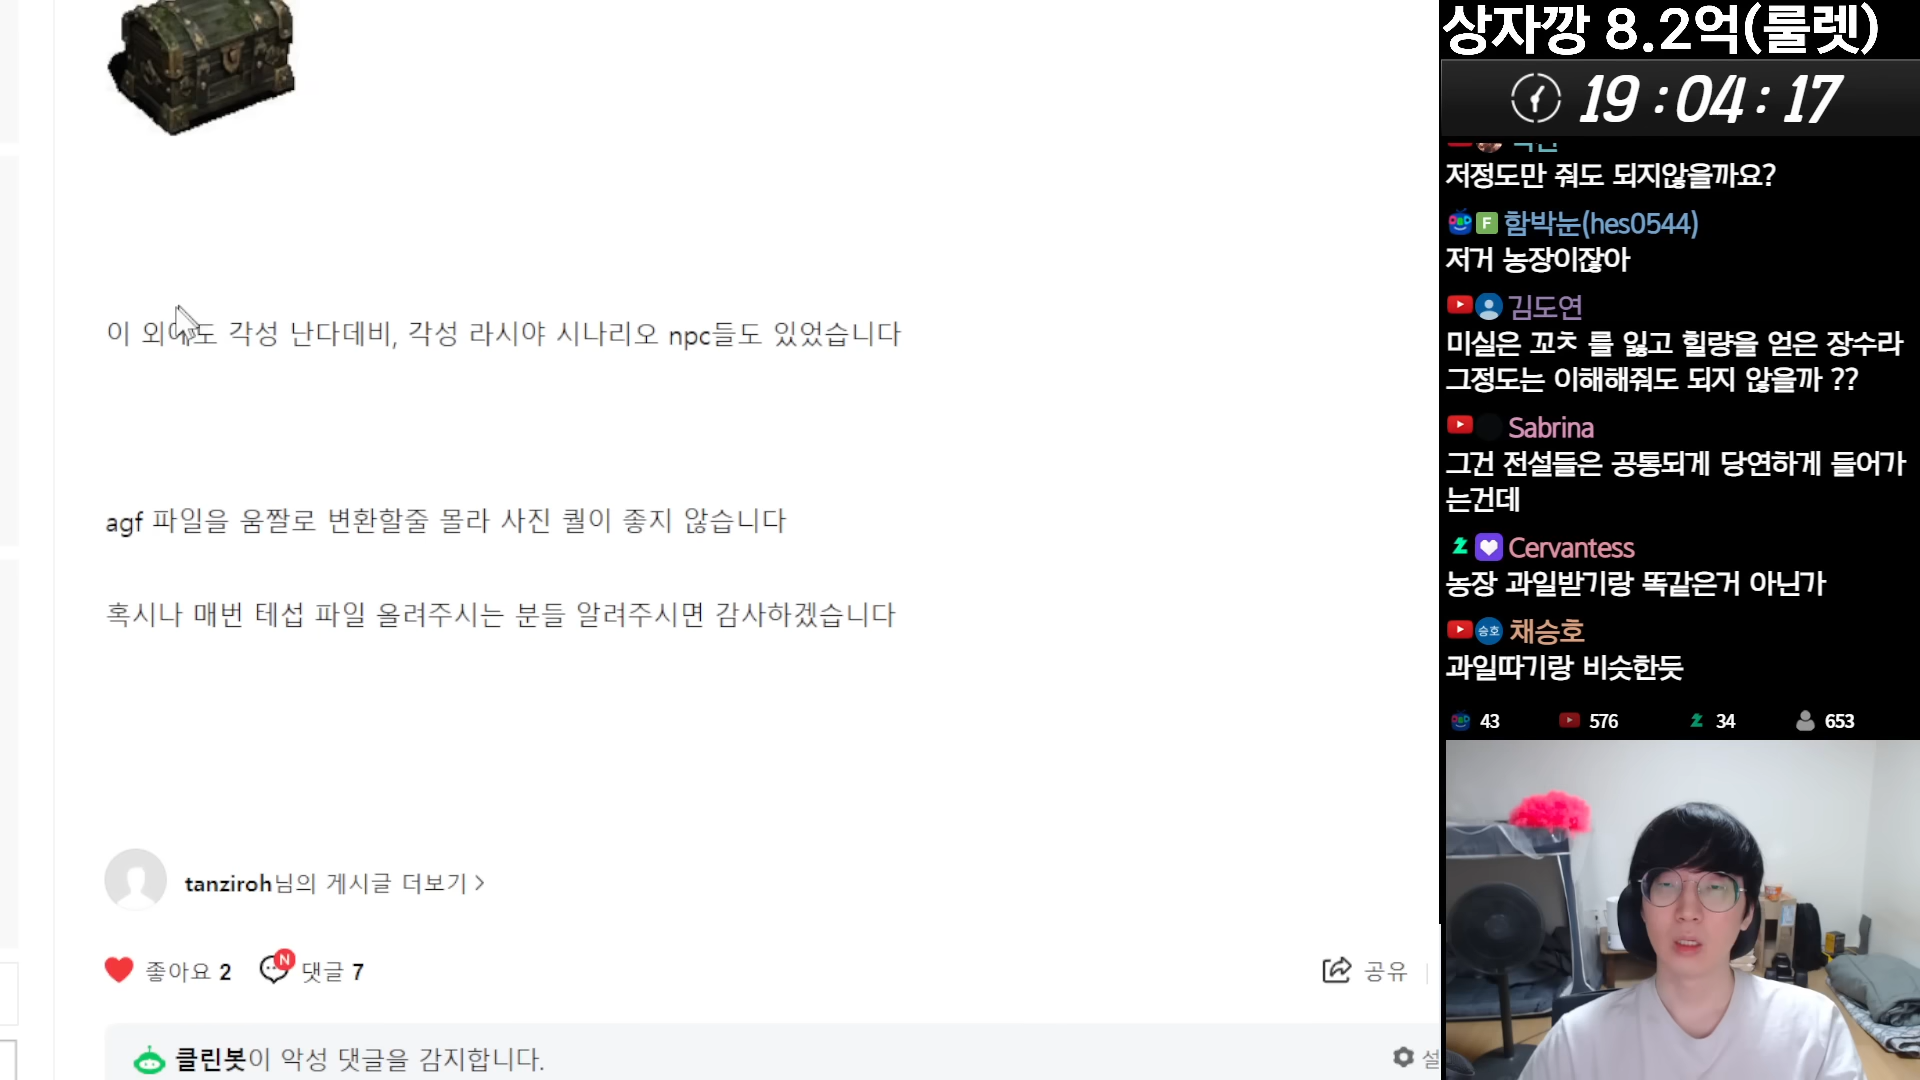 이 외에도 각성 난다데비, 각성 라시야 시나리오 npc들도 있었습니다
agf 파일을 움짤로 변환할줄 몰라 사진 퀄이 좋지 않습니다
혹시나 매번 테섭 파일 올려주시는 분들 알려주시면 감사하겠습니다
tanziroh님의 게시글 더보기 >
좋아요 2
N
댓글 7
공유
클린봇이 악성 댓글을 감지합니다.
상자깡 8.2억(룰렛)
19:04:17
저정도만 줘도 되지않을까요?
F 함박눈(hes0544)
저거 농장이잖아
김도연
미실은 꼬츠 를 잃고 힐량을 얻은 장수라
그정도는 이해해줘도 되지 않을까 ??
Sabrina
그건 전설들은 공통되게 당연하게 들어가
는건데
Cervantess
농장 과일받기랑 똑같은거 아닌가
승호 채승호
과일따기랑 비슷한듯
43 576 34 653